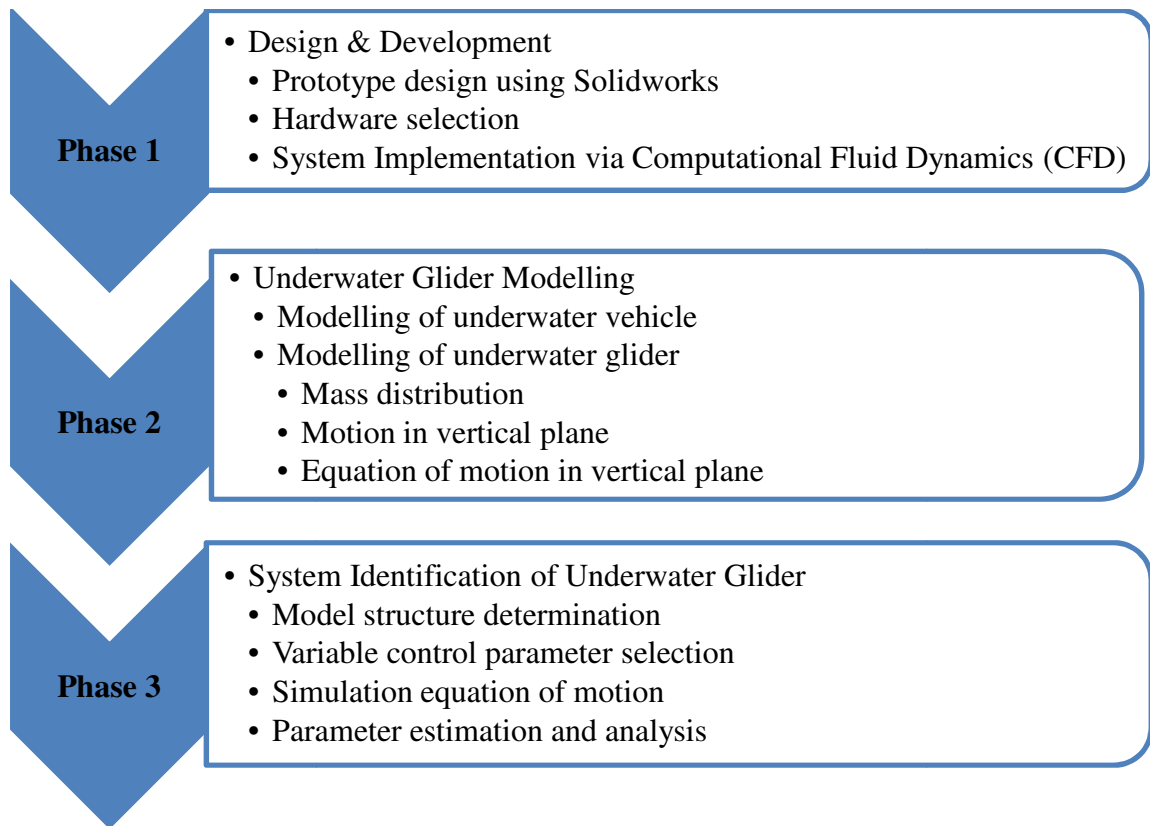 Phase 1
• Design & Development
• Prototype design using Solidworks
• Hardware selection
• System Implementation via Computational Fluid Dynamics (CFD)
Phase 2
• Underwater Glider Modelling
• Modelling of underwater vehicle
• Modelling of underwater glider
• Mass distribution
• Motion in vertical plane
• Equation of motion in vertical plane
Phase 3
• System Identification of Underwater Glider
• Model structure determination
• Variable control parameter selection
• Simulation equation of motion
• Parameter estimation and analysis